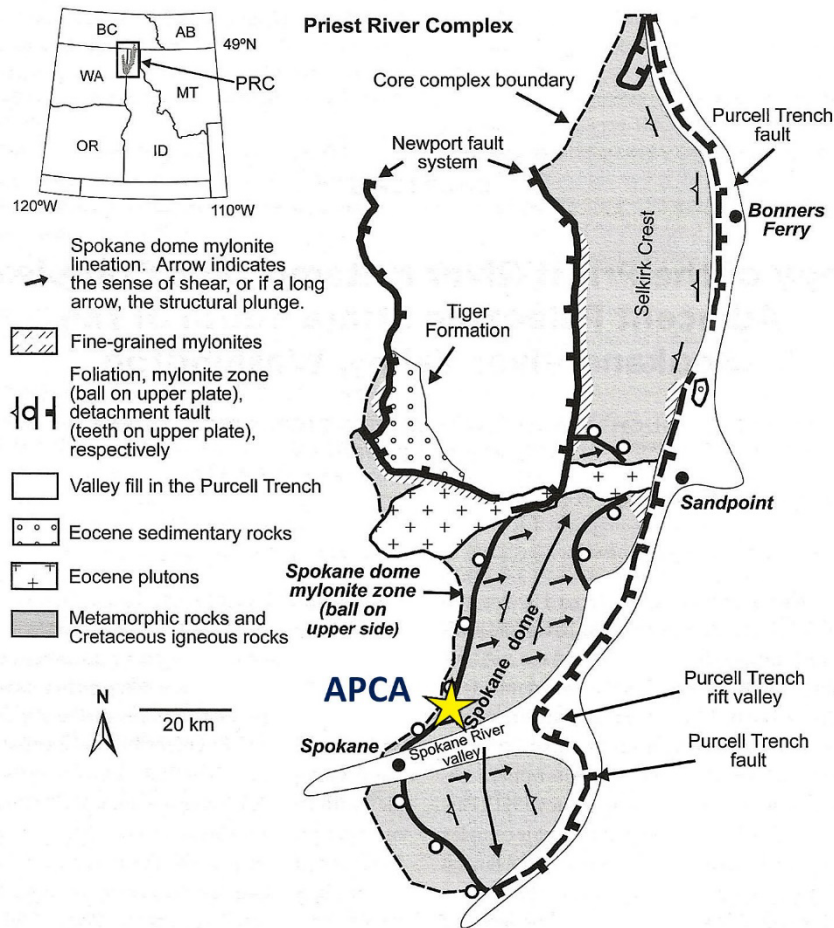 Priest River Complex
BC
AB
49ºN
WA
PRC
MT
OR
ID
120ºW
110ºW
Core complex boundary
Newport fault
system
Purcell Trench
fault
Bonners
Ferry
Selkirk Crest
Tiger
Formation
Sandpoint
Spokane dome mylonite
lineation. Arrow indicates
the sense of shear, or if a long
arrow, the structural plunge.
Fine-grained mylonites
Foliation, mylonite zone
(ball on upper plate),
detachment fault
(teeth on upper plate),
respectively
Valley fill in the Purcell Trench
Eocene sedimentary rocks
Eocene plutons
Metamorphic rocks and
Cretaceous igneous rocks
N
20 km
Spokane dome
mylonite zone
(ball on
upper side)
Spokane dome
APCA
Spokane
Spokane River
valley
Purcell Trench
rift valley
Purcell Trench
fault